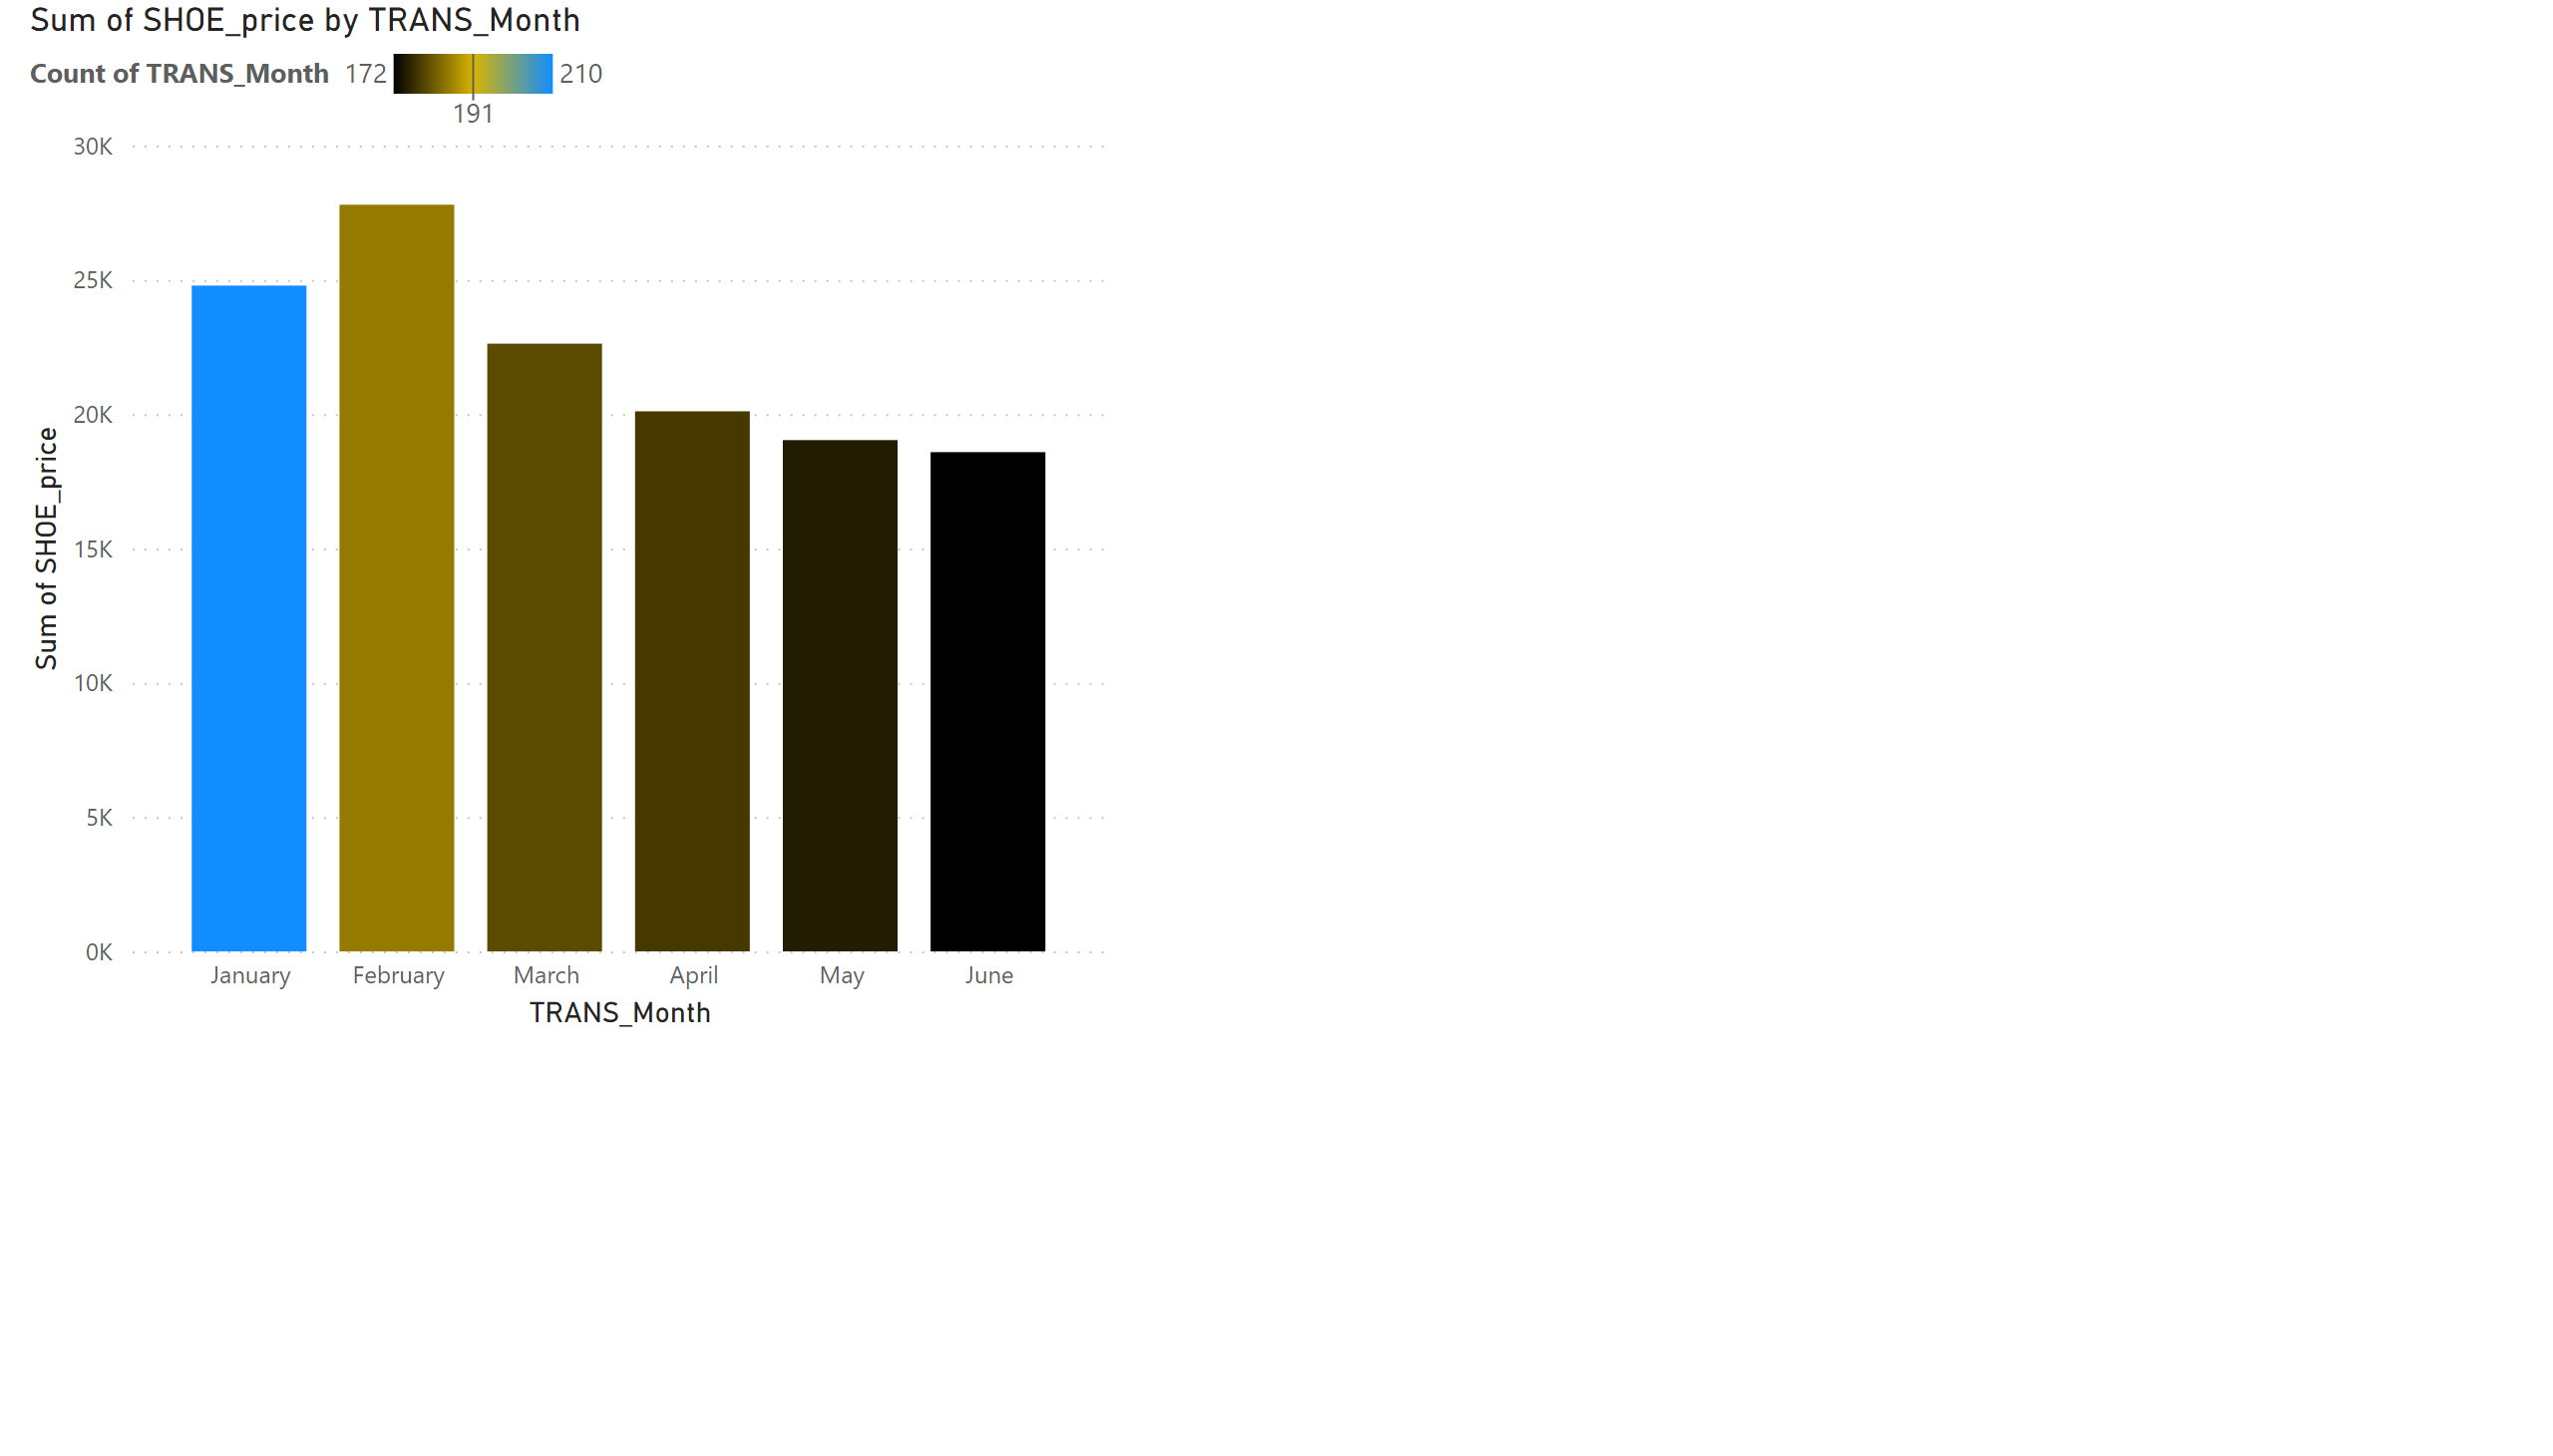 Sum of SHOE_price by TRANS_Month
Count of TRANS_Month 172 210
191
30K
25K
20K
15K
10K
5K
0K
Sum of SHOE_price
January February March April May June
TRANS_Month